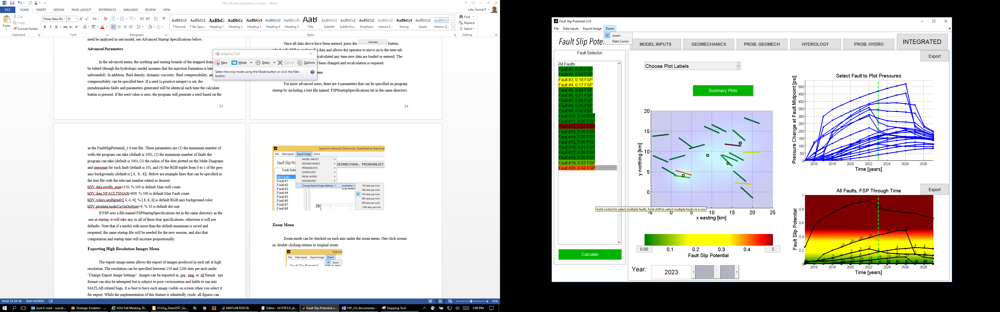 FSP_2.0_documentation_v1.docx - Word
FILE HOME INSERT DESIGN PAGE LAYOUT REFERENCES MAILINGS REVIEW VIEW
Lele, Suvrat P
Cut
Copy
Format Painter
Paste
Clipboard
Times New Ro 12
Font
Paragraph
AaBbCcI AaBbCcI AaBbCc AaBbCc AaBbCcI AaBbCcD AaBbCcD AaB AaBbCcI AaBbCcD AaBbCcD AaBbCcD AaBbCcI AaBbCcD AaBbCcD
¶ Normal ¶ No Spac... Heading 1 Heading 2 Heading 3 Heading 4 Heading 5 Title Subtitle Subtle Em... Emphasis Intense E... Strong Quote Intense Q...
Styles
Find
Replace
Select
Editing
need be analyzed in one model, see Advanced Startup Specifications below.
Advanced Parameters
In the advanced menu, the northing and easting bounds of the mapped dom
be edited (though the hydrologic model assumes that the injection formation is late
unbounded). In addition, fluid density, dynamic viscosity, fluid compressibility, an
compressibility can be specified here. If a seed (a positive integer) is set, the
pseudorandom faults and parameters generated will be identical each time the calculate
button is pressed. If the seed value is zero, the program will generate a seed based on the
33
Once all data above have been entered, press the Calculate button,
which tells FSP to analyze the data and allows the operator to move on to the next tab.
recalculated any time new data are loaded or entered. The
been changed and recalculation is required.
ons
For more advanced users, there are 4 parameters that can be specified on program
startup by including a text file named: FSPStartupSpecifications.txt in the same directory
34
Snipping Tool
New Mode Delay Cancel Options
Select the snip mode using the Mode button or click the New
button.
as the FaultSlipPotential_1.0.exe file. These parameters are (1) the maximum number of
wells the program can take (default is 100), (2) the maximum number of faults the
program can take (default is 500), (3) the radius of the dots plotted on the Mohr Diagrams
and stereonet for each fault (default is 10), and (4) the RGB triplet from 0 to 1 of the grey
axis backgrounds (default is [.8, .8, .8]). Below are example lines that can be specified in
the text file with the relevant number edited as desired.
hDV.data.nwells_max=150; % 100 is default Max well count
hDV.data.NFAULTSMAX=600; % 500 is default Max Fault count
hDV.colors.axsBgrnd=[.4,.4,.4]; % [.8,.8,.8] is default RGB axis background color
hDV.plotdata.mohrCircleDotSize=4; % 10 is default dot size
If FSP sees a file named FSPStartupSpecifications.txt in the same directory as the
.exe at startup, it will take any or all of these four specifications, otherwise it will use
defaults. Note that if a model with more than the default maximum is saved and
reopened, the same startup file will be needed for the new session, and also that
computation and startup time will increase proportionally.
Exporting High Resolution Images Menu
The export image menu allows the export of images produced in each tab at high
resolution. The resolution can be specified between 150 and 1200 dots per inch under
“Change Export Image Settings”. Images can be exported in .jpg, .png, or .tif format. .eps
format can also be attempted but is subject to poor vectorization and liable to run into
MATLAB related bugs. It is best to have each image visible on screen when you select it
for export. While the implementation of this feature is admittedly crude, all figures can
Injection Induced Seismicity: Quantitative Risk Anal
File Data Inputs Export Image Zoom
Fault Slip Po
MODEL INPUTS
GEOMECHANICS
PROBABILISTIC
HYDROLOGY
PROB. HYDRO
INTEGRATED
Change Export Image Settings
GEOMECHANI... PROBABILIST...
Fault Sele
All Faults
Fault #1
Fault #2
Fault #3
Fault #4
Fault #5
Fault #6
Fault #7
Fault #8
resolution
150 dots per inch
300 dots per inch
450 dots per inch
600 dots per inch
900 dots per inch
1200 dots per inch
25
Zoom Menu
Zoom mode can be checked on each axis under the zoom menu. One click zooms
in, double clicking returns to original zoom.
Injectio
File Data Inputs Export Image Zoom
Zoom
Fault Slip Potential
PAGE 33 OF 46 8343 WORDS
91%
Junk E-mail - suvrat.... Strategic Enablers - ... AGU Fall Meeting 20... U:\Org_Data\DST_Se... MATLAB R2012b Editor - H:\FSP2.0_al... Fault Slip Potential v... FSP_2.0_documenta... Snipping Tool
2:00 PM
Fault Slip Potential v2.0
File Data Inputs Export Image Zoom
zoom
Data Cursor
Fault Slip Pote
MODEL INPUTS GEOMECHANICS PROB. GEOMECH HYDROLOGY PROB. HYDRO INTEGRATED
Fault Selector:
All Faults
Fault #1, 0.00 FSP
Fault #2, 0.00 FSP
Fault #3, 0.18 FSP
Fault #4, 0.17 FSP
Fault #5, 0.00 FSP
Fault #6, 0.01 FSP
Fault #7, 0.00 FSP
Fault #8, 0.00 FSP
Fault #9, 0.00 FSP
Fault #10, 0.00 FSP
Fault #11, 0.00 FSP
Fault #12, 0.81 FSP
Fault #13, 0.00 FSP
Fault #14, 0.00 FSP
Fault #15, 0.00 FSP
Fault #16, 0.01 FSP
Fault #17, 0.00 FSP
Fault #18, 0.00 FSP
Fault #19, 0.07 FSP
Fault #20, 0.42 FSP
Calculate
Choose Plot Labels
Summary Plots
20
15
10
5
0
y northing [km]
hold control to select multiple faults, hold shift to select multiple faults in a row
-5 0 5 10 15 20 25
x easting [km]
0.00 0.1 0.2 0.3 0.4 .5
Fault Slip Potential
Year: 2023
Export
Select Fault to Plot Pressures
Pressure Change at Fault Midpoint [psi]
500
450
400
350
300
250
200
150
100
50
0
2016 2018 2020 2022 2024 2026 2028
Time [years]
Export
All Faults, FSP Through Time
Fault Slip Potential
1
0.8
0.6
0.4
0.2
0
2016 2018 2020 2022 2024 2026 2028
Time [years]